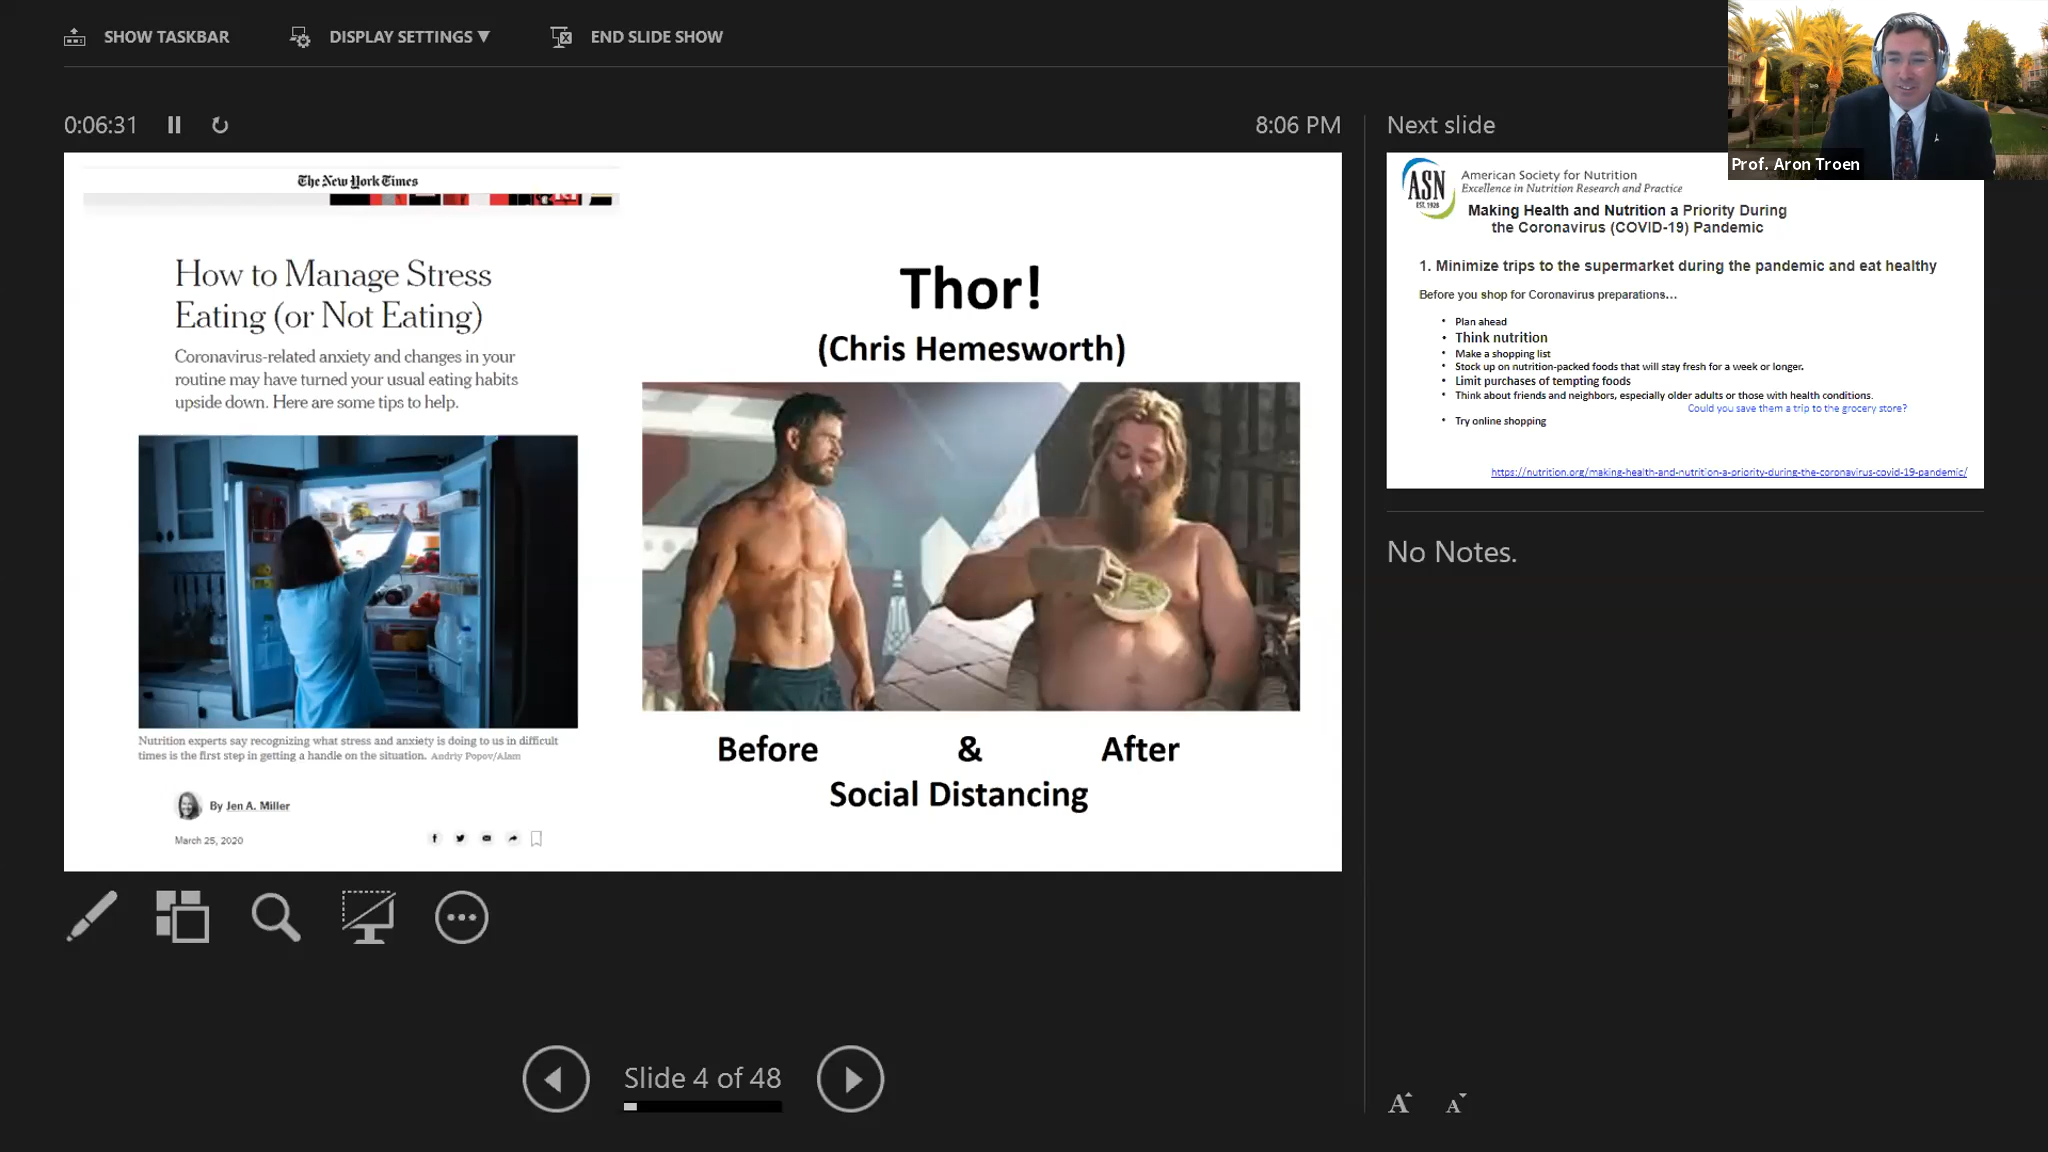 SHOW TASKBAR
DISPLAY SETTINGS ▼
END SLIDE SHOW
0:06:31
8:06 PM
The New York Times
How to Manage Stress
Eating (or Not Eating)
Coronavirus-related anxiety and changes in your
routine may have turned your usual eating habits
upside down. Here are some tips to help.
Nutrition experts say recognizing what stress and anxiety is doing to us in difficult
times is the first step in getting a handle on the situation. Andriy Popov/Alam
By Jen A. Miller
March 25, 2020
Thor!
(Chris Hemesworth)
Before & After
Social Distancing
Slide 4 of 48
Next slide
Prof. Aron Troen
ASN
EST. 1928
American Society for Nutrition
Excellence in Nutrition Research and Practice
Making Health and Nutrition a Priority During
the Coronavirus (COVID-19) Pandemic
1. Minimize trips to the supermarket during the pandemic and eat healthy
Before you shop for Coronavirus preparations…
• Plan ahead
• Think nutrition
• Make a shopping list
• Stock up on nutrition-packed foods that will stay fresh for a week or longer.
• Limit purchases of tempting foods
• Think about friends and neighbors, especially older adults or those with health conditions.
Could you save them a trip to the grocery store?
• Try online shopping
https://nutrition.org/making-health-and-nutrition-a-priority-during-the-coronavirus-covid-19-pandemic/
No Notes.
A A